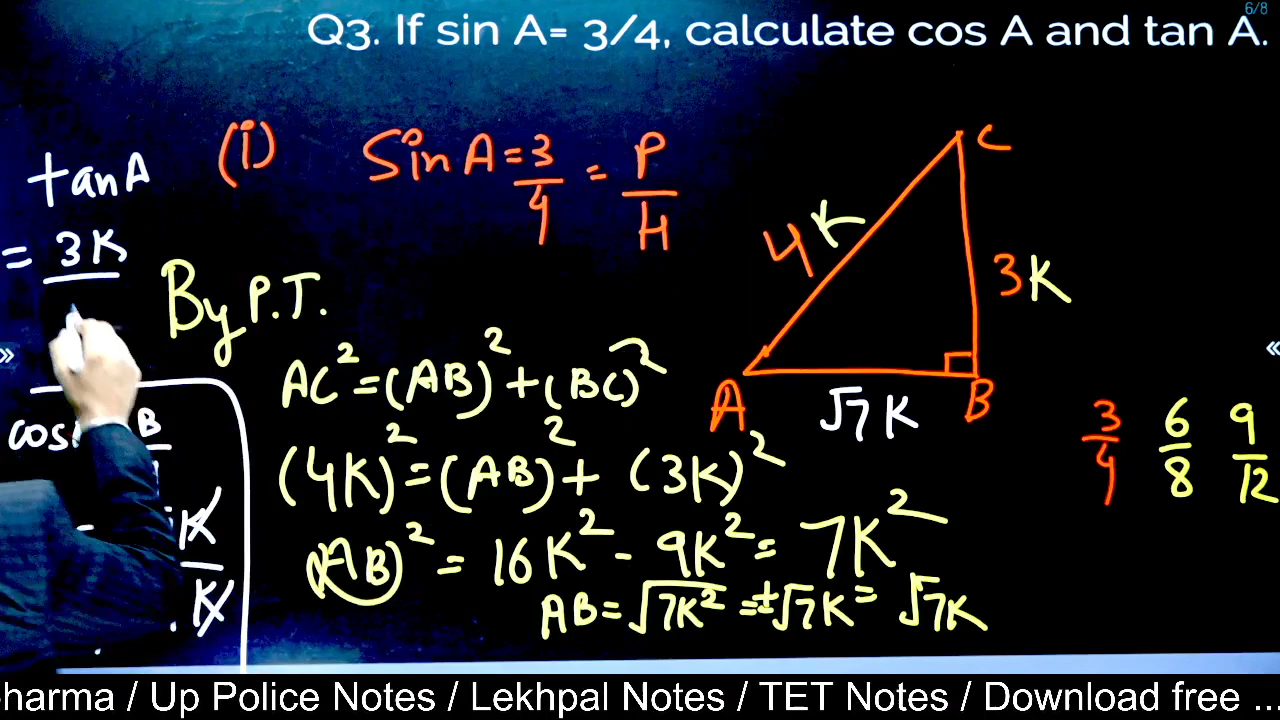 6/8
Q3. If sin A= 3/4, calculate cos A and tan A.
(i) Sin A = 3/4 = P/H
tan A
= 3K
By P.T.
AC² = (AB)² + (BC)²
(4K)² = (AB)² + (3K)²
(AB)² = 16K² - 9K² = 7K²
AB = √7K² = ±√7K = √7K
C
4K
3K
A
B
√7K
3/4 6/8 9/12
cos
B
K
K
harma / Up Police Notes / Lekhpal Notes / TET Notes / Download free ...